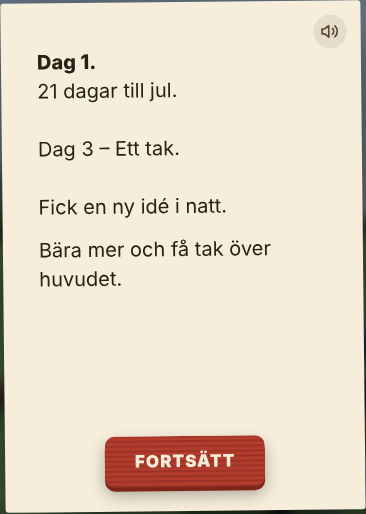 Dag 1.
21 dagar till jul.
Dag 3 – Ett tak.
Fick en ny idé i natt.
Bära mer och få tak över
huvudet.
FORTSÄTT